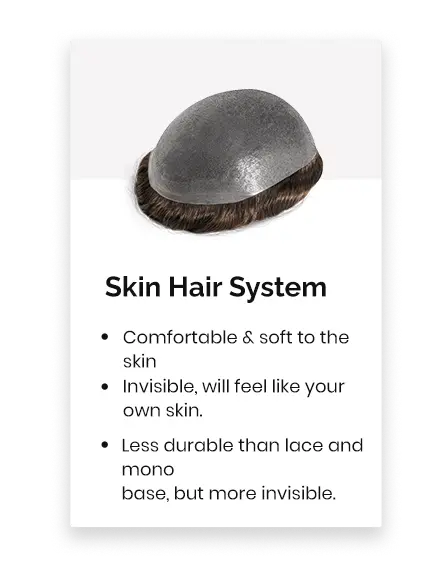 Skin Hair System
• Comfortable & soft to the
skin
• Invisible, will feel like your
own skin.
• Less durable than lace and
mono
base, but more invisible.